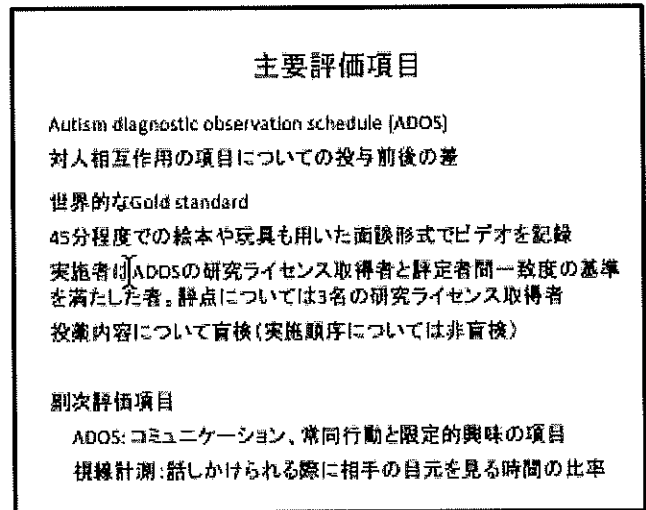 主要評価項目
Autism diagnostic observation schedule (ADOS)
対人相互作用の項目についての投与前後の差
世界的なGold standard
45分程度での絵本や玩具も用いた面談形式でビデオを記録
実施者はADOSの研究ライセンス取得者と評定者間一致度の基準
を満たした者。評点については3名の研究ライセンス取得者
投薬内容について盲検（実施順序については非盲検）
副次評価項目
ADOS: コミュニケーション、常同行動と限定的興味の項目
視線計測:話しかけられる際に相手の目元を見る時間の比率